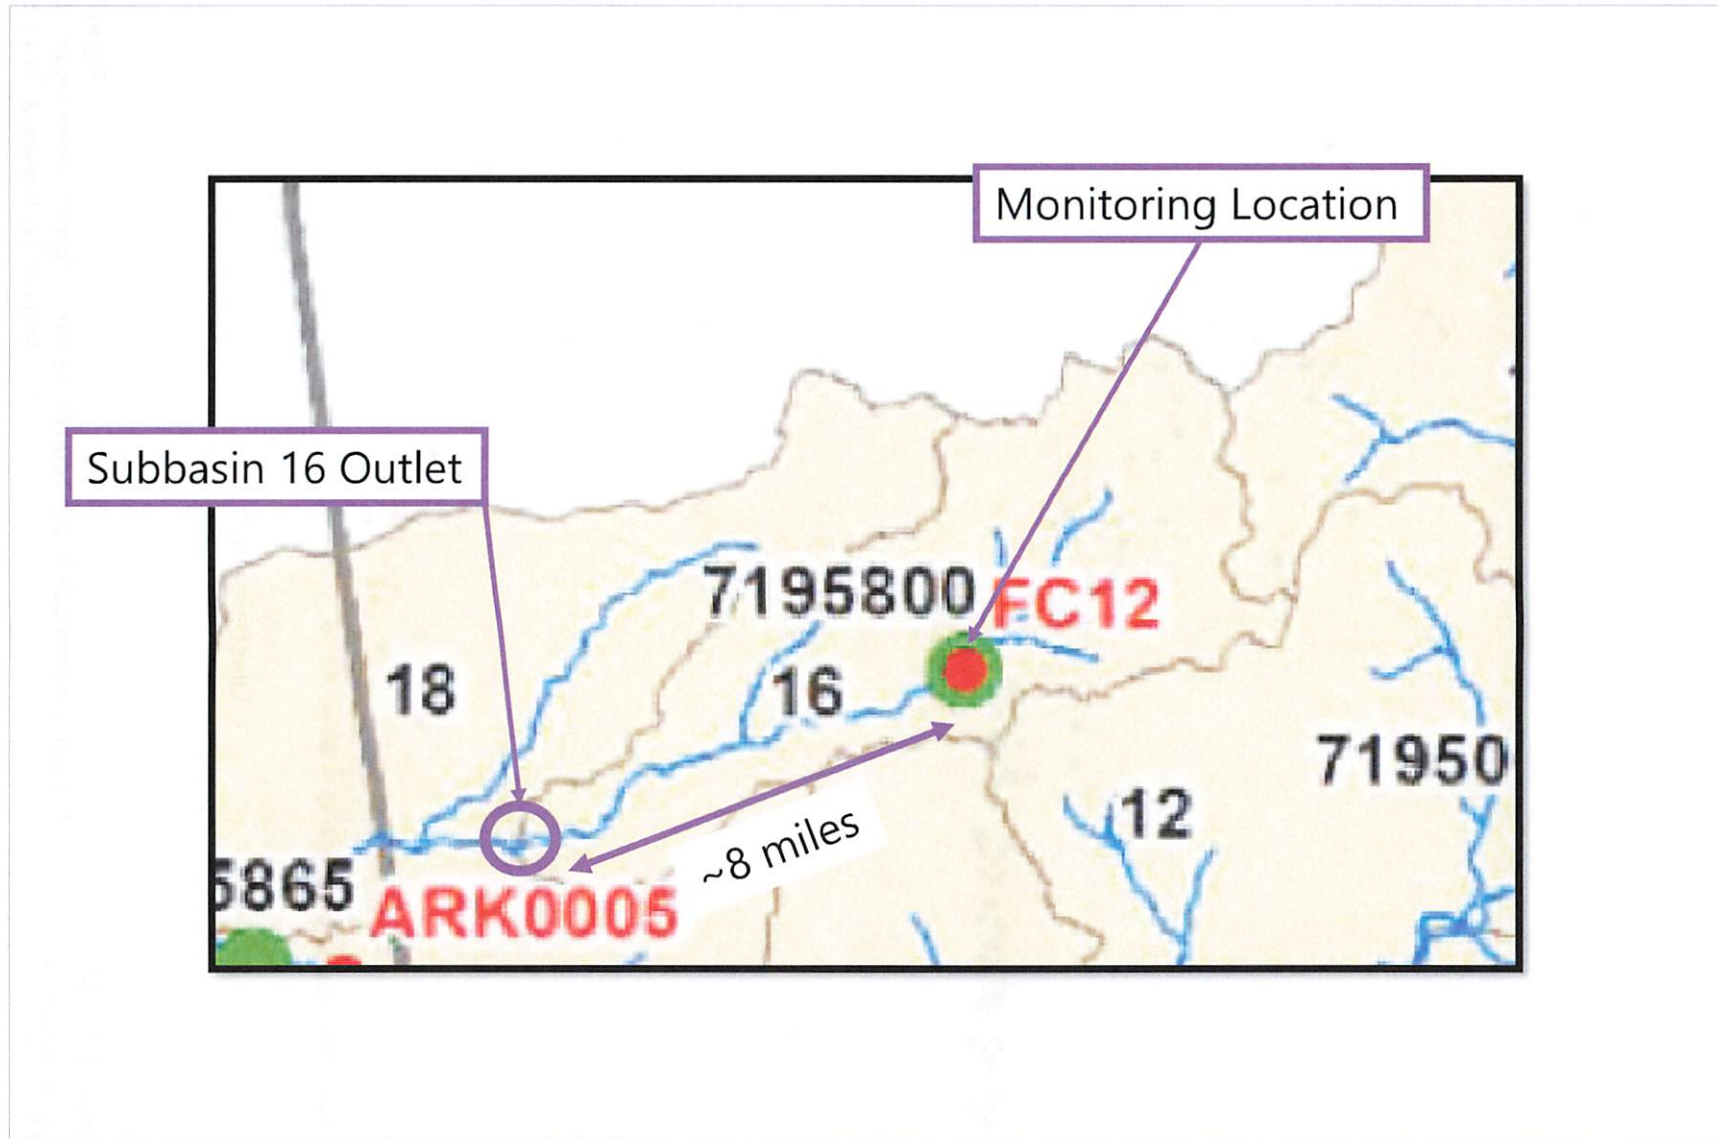 Monitoring Location
Subbasin 16 Outlet
7195800 FC12
18
16
71950
12
~8 miles
5865
ARK0005